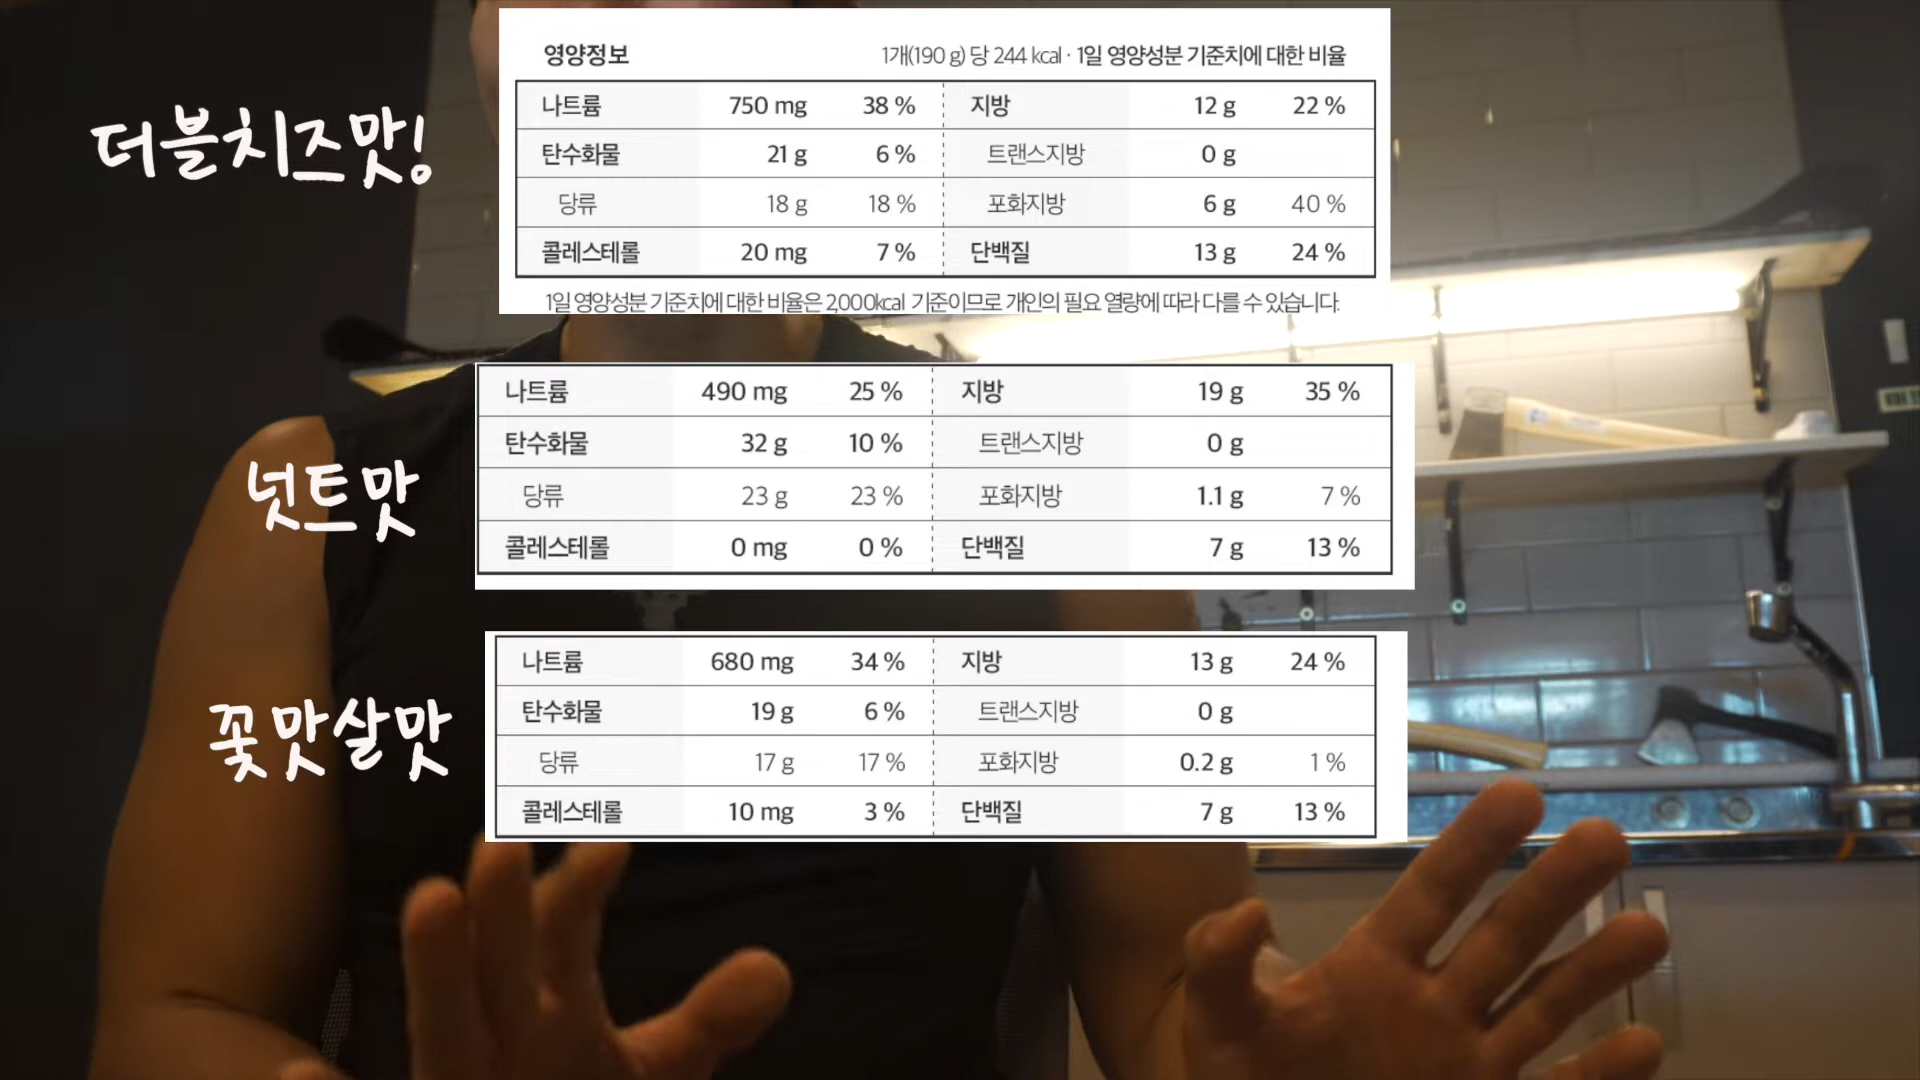 더블치즈맛!
영양정보 1개(190 g) 당 244 kcal · 1일 영양성분 기준치에 대한 비율
나트륨 750 mg 38 % 지방 12 g 22 %
탄수화물 21 g 6 % 트랜스지방 0 g
당류 18 g 18 % 포화지방 6 g 40 %
콜레스테롤 20 mg 7 % 단백질 13 g 24 %
1일 영양성분 기준치에 대한 비율은 2,000kcal 기준이므로 개인의 필요 열량에 따라 다를 수 있습니다.
넛트맛
나트륨 490 mg 25 % 지방 19 g 35 %
탄수화물 32 g 10 % 트랜스지방 0 g
당류 23 g 23 % 포화지방 1.1 g 7 %
콜레스테롤 0 mg 0 % 단백질 7 g 13 %
꽃맛살맛
나트륨 680 mg 34 % 지방 13 g 24 %
탄수화물 19 g 6 % 트랜스지방 0 g
당류 17 g 17 % 포화지방 0.2 g 1 %
콜레스테롤 10 mg 3 % 단백질 7 g 13 %